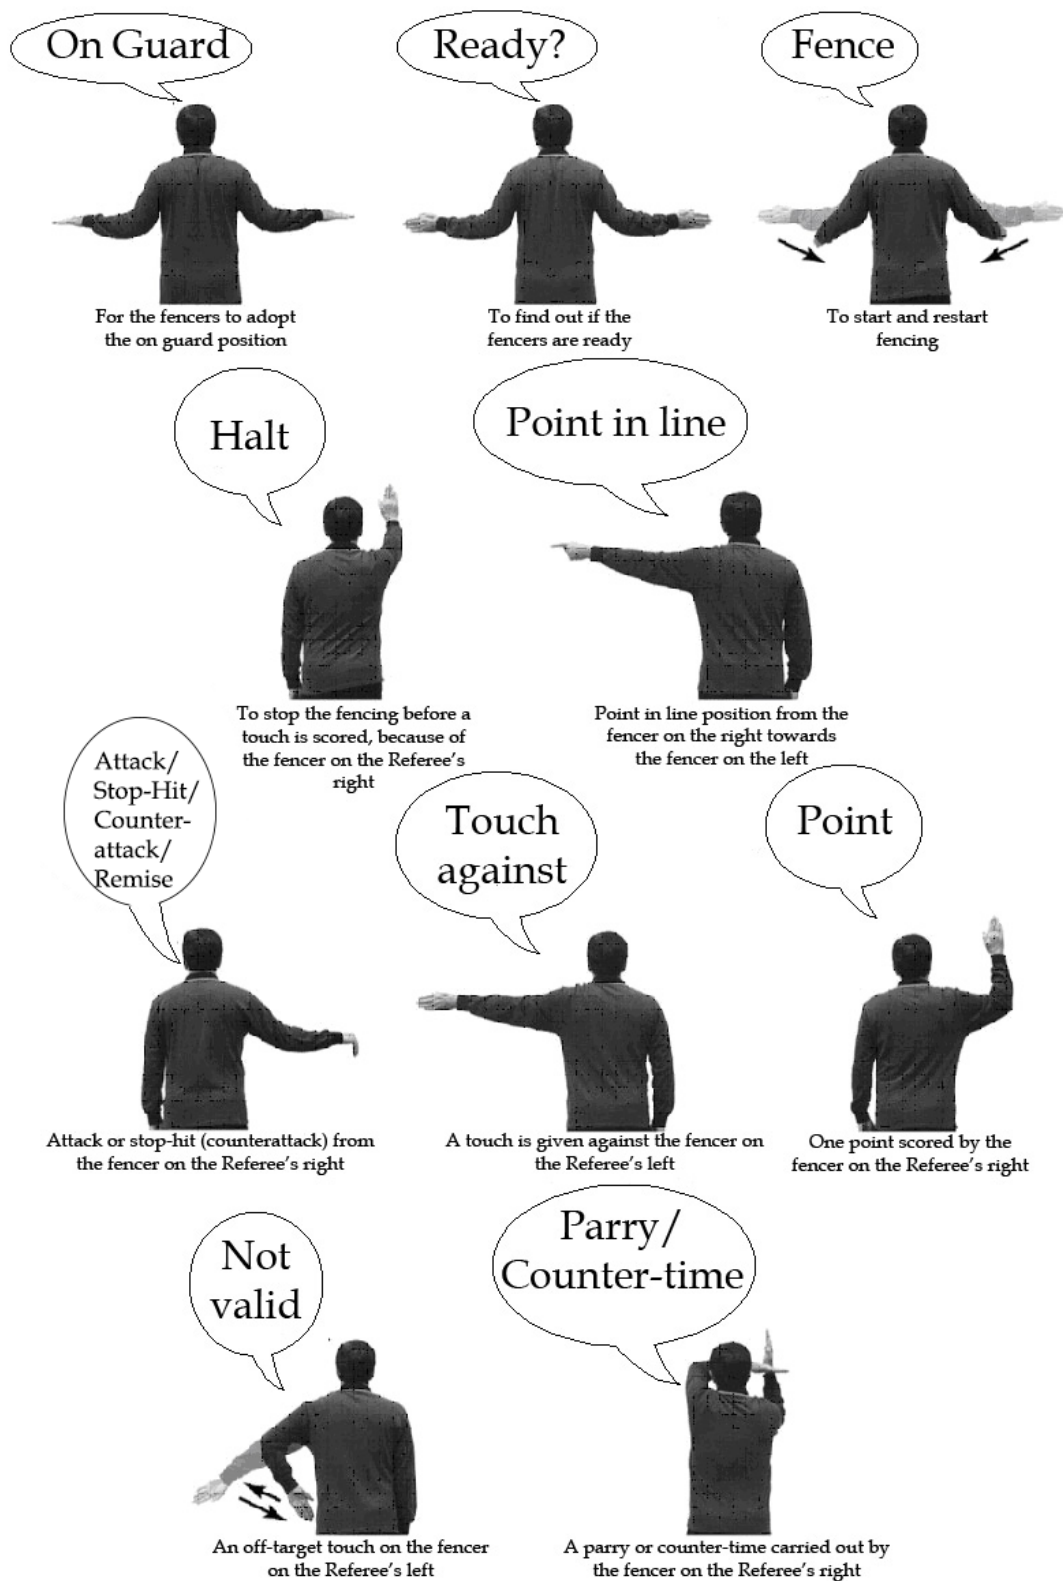 On Guard
Ready?
Fence
For the fencers to adopt
the on guard position
To find out if the
fencers are ready
To start and restart
fencing
Halt
Point in line
To stop the fencing before a
touch is scored, because of
the fencer on the Referee's
right
Point in line position from the
fencer on the right towards
the fencer on the left
Attack/
Stop-Hit/
Counter-
attack/
Remise
Touch
against
Point
Attack or stop-hit (counterattack) from
the fencer on the Referee's right
A touch is given against the fencer on
the Referee's left
One point scored by the
fencer on the Referee's right
Not
valid
Parry/
Counter-time
An off-target touch on the fencer
on the Referee's left
A parry or counter-time carried out by
the fencer on the Referee's right